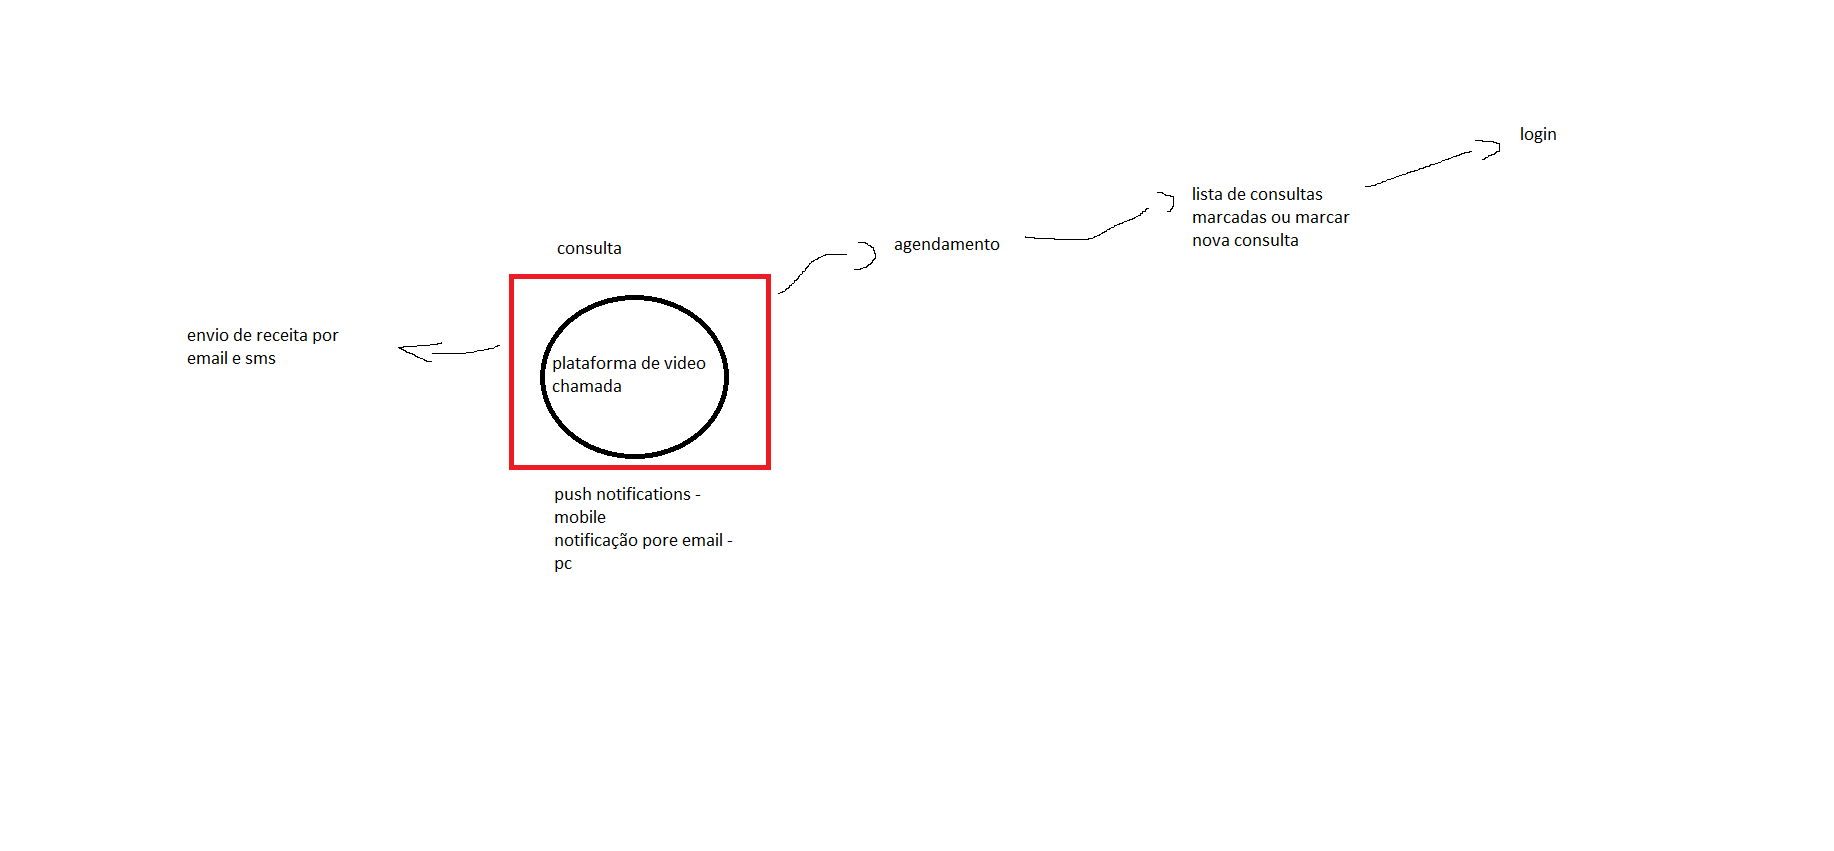 login
lista de consultas
marcadas ou marcar
nova consulta
agendamento
consulta
envio de receita por
email e sms
plataforma de video
chamada
push notifications -
mobile
notificação pore email -
pc